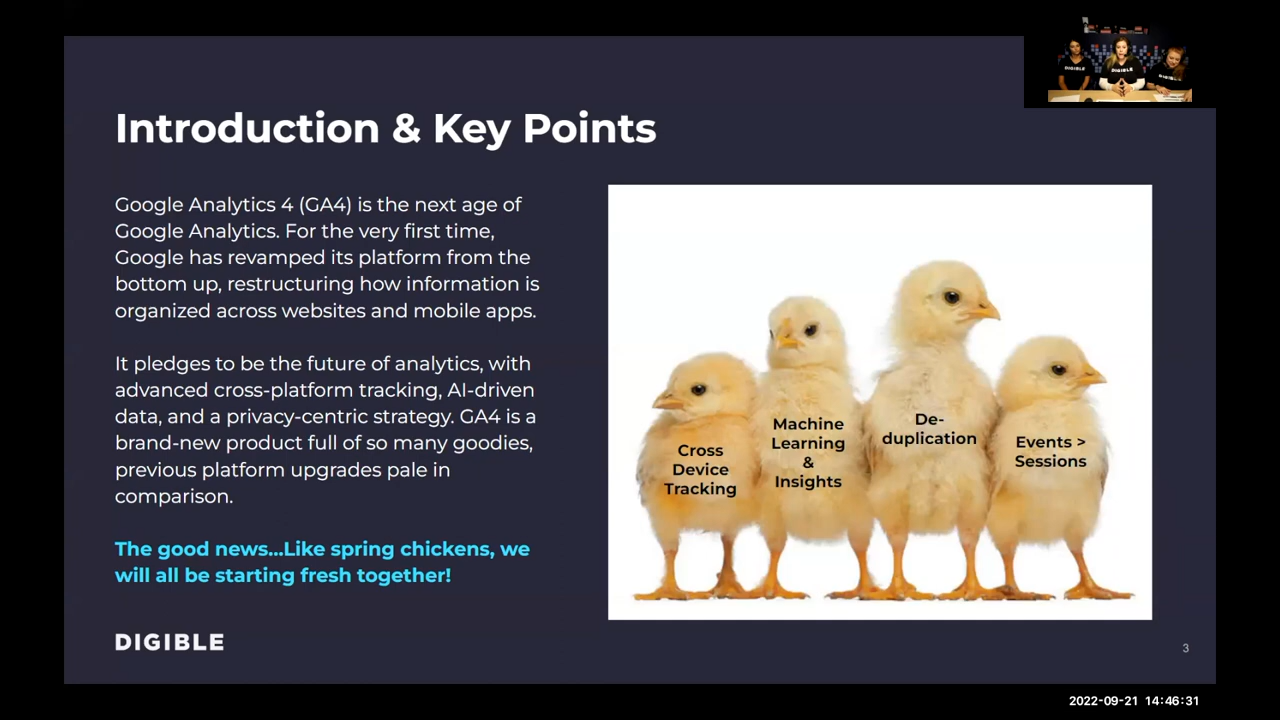 DIGIBLE
DIGIBLE
DIGIBLE
Introduction & Key Points
Google Analytics 4 (GA4) is the next age of
Google Analytics. For the very first time,
Google has revamped its platform from the
bottom up, restructuring how information is
organized across websites and mobile apps.
It pledges to be the future of analytics, with
advanced cross-platform tracking, AI-driven
data, and a privacy-centric strategy. GA4 is a
brand-new product full of so many goodies,
previous platform upgrades pale in
comparison.
The good news...Like spring chickens, we
will all be starting fresh together!
Cross
Device
Tracking
Machine
Learning
&
Insights
De-
duplication
Events >
Sessions
DIGIBLE
3
2022-09-21 14:46:31